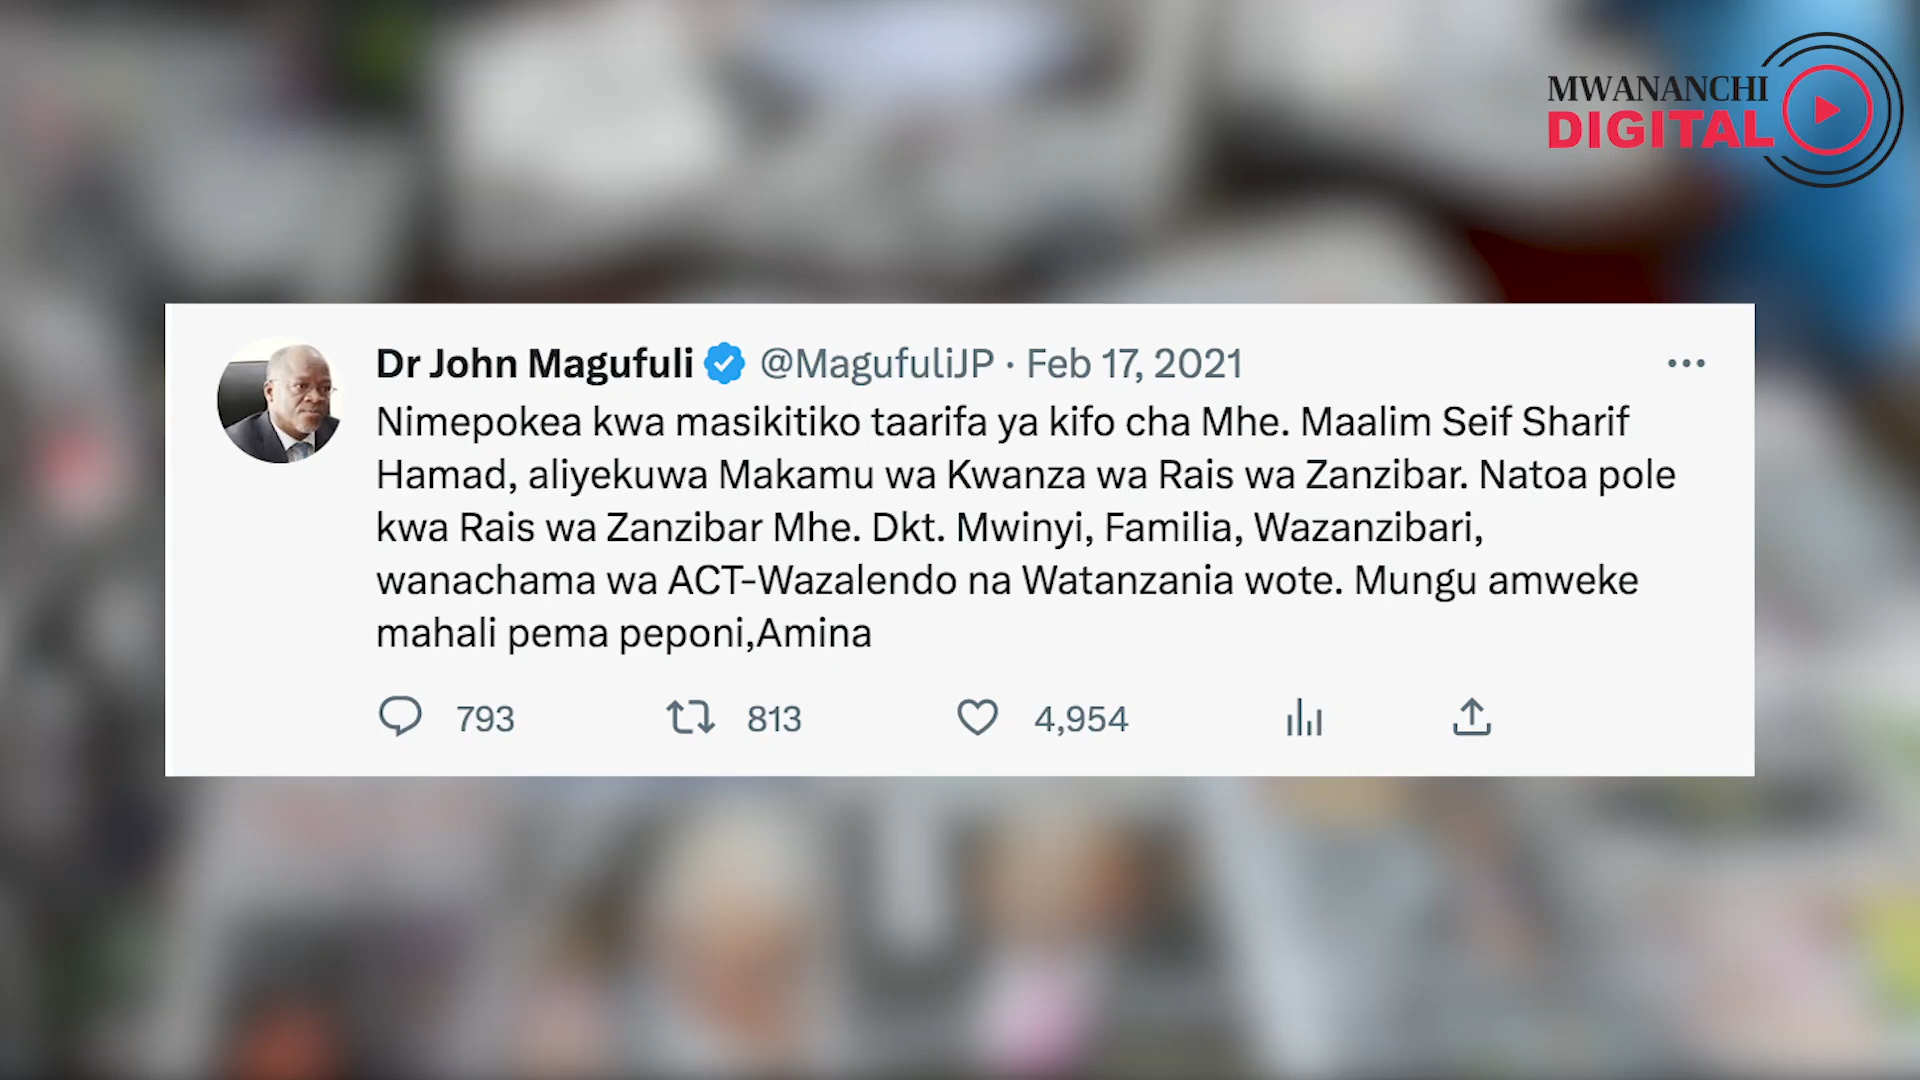 MWANANCHI
DIGITAL
Dr John Magufuli @MagufuliJP · Feb 17, 2021
Nimepokea kwa masikitiko taarifa ya kifo cha Mhe. Maalim Seif Sharif
Hamad, aliyekuwa Makamu wa Kwanza wa Rais wa Zanzibar. Natoa pole
kwa Rais wa Zanzibar Mhe. Dkt. Mwinyi, Familia, Wazanzibari,
wanachama wa ACT-Wazalendo na Watanzania wote. Mungu amweke
mahali pema peponi,Amina
793 813 4,954